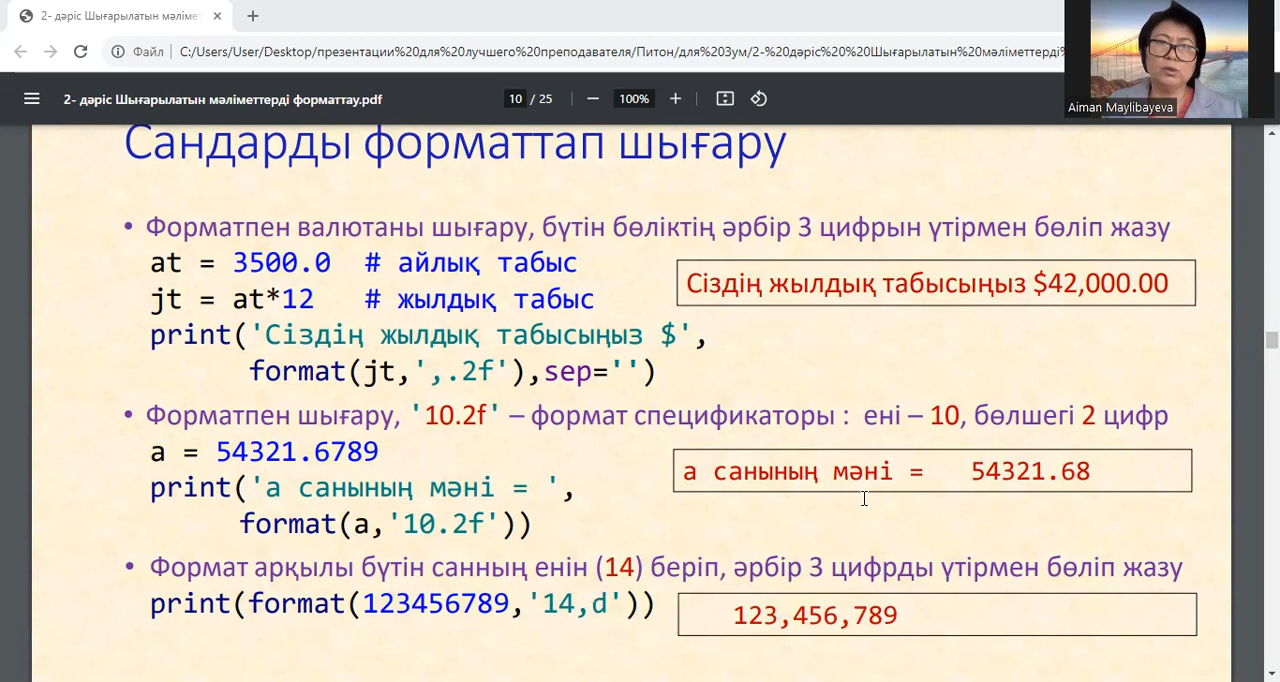 2- дәріс Шығарылатын мәліме
Файл
C:/Users/User/Desktop/презентации%20для%20лучшего%20преподавателя/Питон/для%20Зум/2-%20дәріс%20%20Шығарылатын%20мәліметтерді%
2- дәріс Шығарылатын мәліметтерді форматтау.pdf
10 / 25
100%
Aiman Maylibayeva
Сандарды форматтап шығару
• Форматпен валютаны шығару, бүтін бөліктің әрбір 3 цифрын үтірмен бөліп жазу
at = 3500.0 # айлық табыс
jt = at*12 # жылдық табыс
print('Сіздің жылдық табысыңыз $',
format(jt,',.2f'),sep='')
Сіздің жылдық табысыңыз $42,000.00
• Форматпен шығару, '10.2f' – формат спецификаторы : ені – 10, бөлшегі 2 цифр
a = 54321.6789
print('a санының мәні = ',
format(a,'10.2f'))
a санының мәні = 54321.68
• Формат арқылы бүтін санның енін (14) беріп, әрбір 3 цифрды үтірмен бөліп жазу
print(format(123456789,'14,d'))
123,456,789